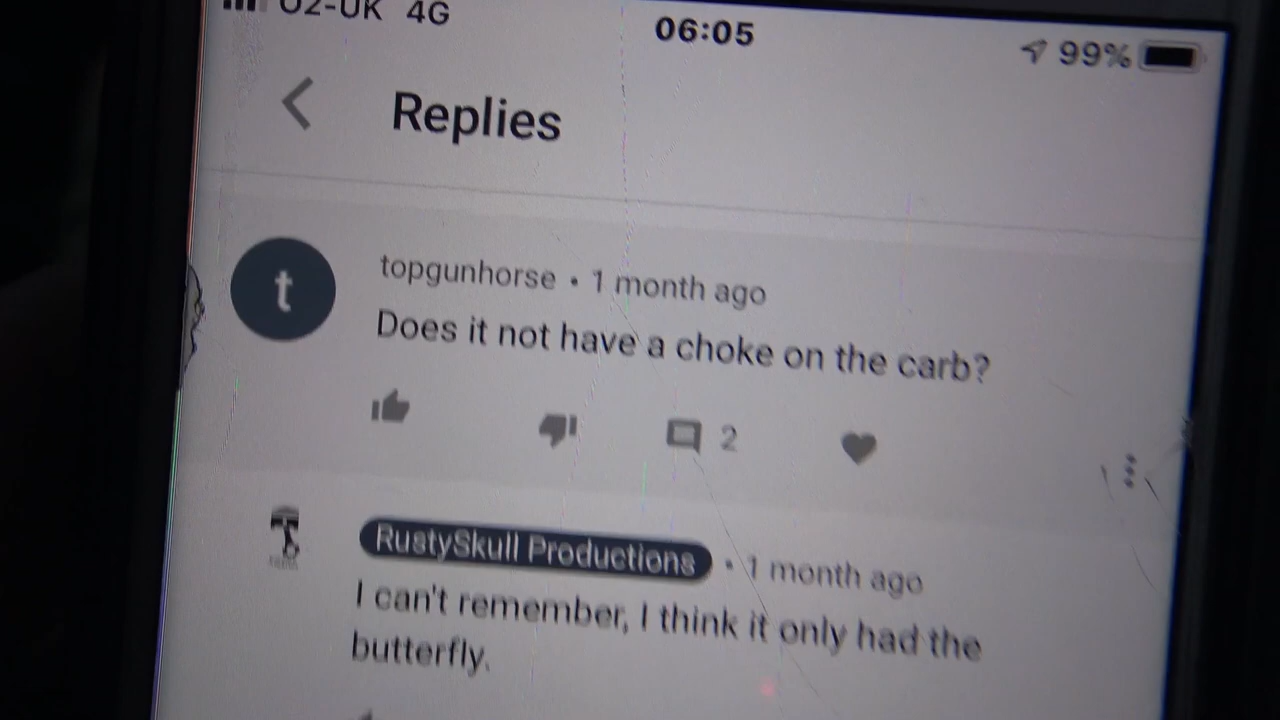 O2-UK 4G 06:05 99%
Replies
t
topgunhorse • 1 month ago
Does it not have a choke on the carb?
2
RustySkull Productions • 1 month ago
I can't remember, I think it only had the
butterfly.